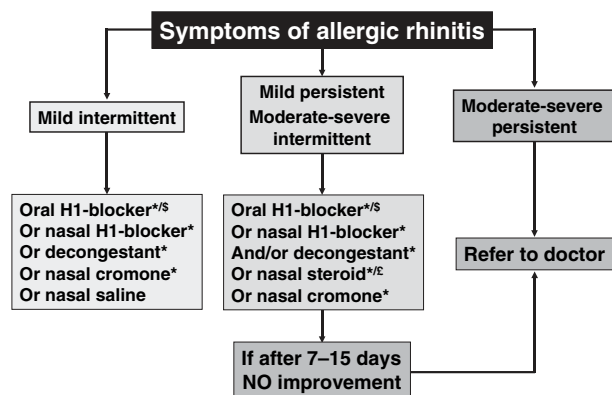 Symptoms of allergic rhinitis
Mild intermittent
Mild persistent
Moderate-severe
intermittent
Moderate-severe
persistent
Oral H1-blocker*/$
Or nasal H1-blocker*
Or decongestant*
Or nasal cromone*
Or nasal saline
Oral H1-blocker*/$
Or nasal H1-blocker*
And/or decongestant*
Or nasal steroid*/£
Or nasal cromone*
Refer to doctor
If after 7–15 days
NO improvement